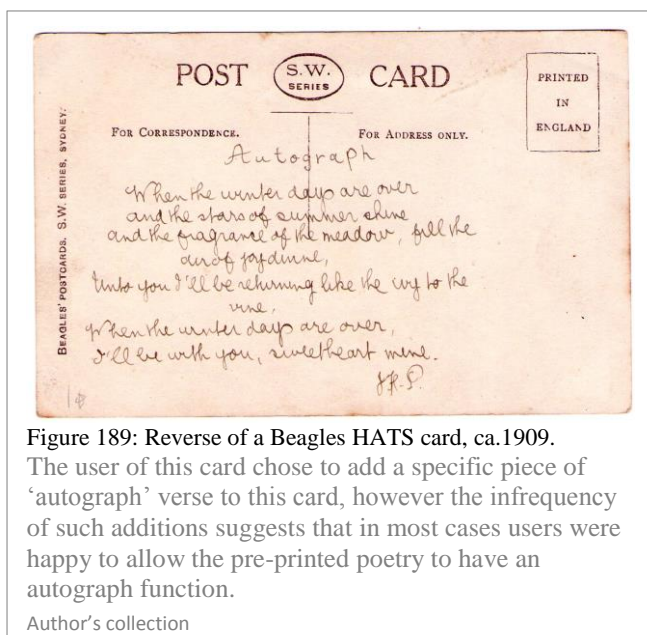 POST S.W. SERIES CARD
PRINTED
IN
ENGLAND
FOR CORRESPONDENCE.
FOR ADDRESS ONLY.
BEAGLES' POSTCARDS. S.W. SERIES, SYDNEY.
Autograph
When the winter days are over
and the stars of summer shine
and the fragrance of the meadow, fill the
air of joy divine,
Unto you I'll be returning like the ivy to the
vine,
When the winter days are over,
I'll be with you, sweetheart mine.
Figure 189: Reverse of a Beagles HATS card, ca.1909.
The user of this card chose to add a specific piece of
‘autograph’ verse to this card, however the infrequency
of such additions suggests that in most cases users were
happy to allow the pre-printed poetry to have an
autograph function.
Author’s collection